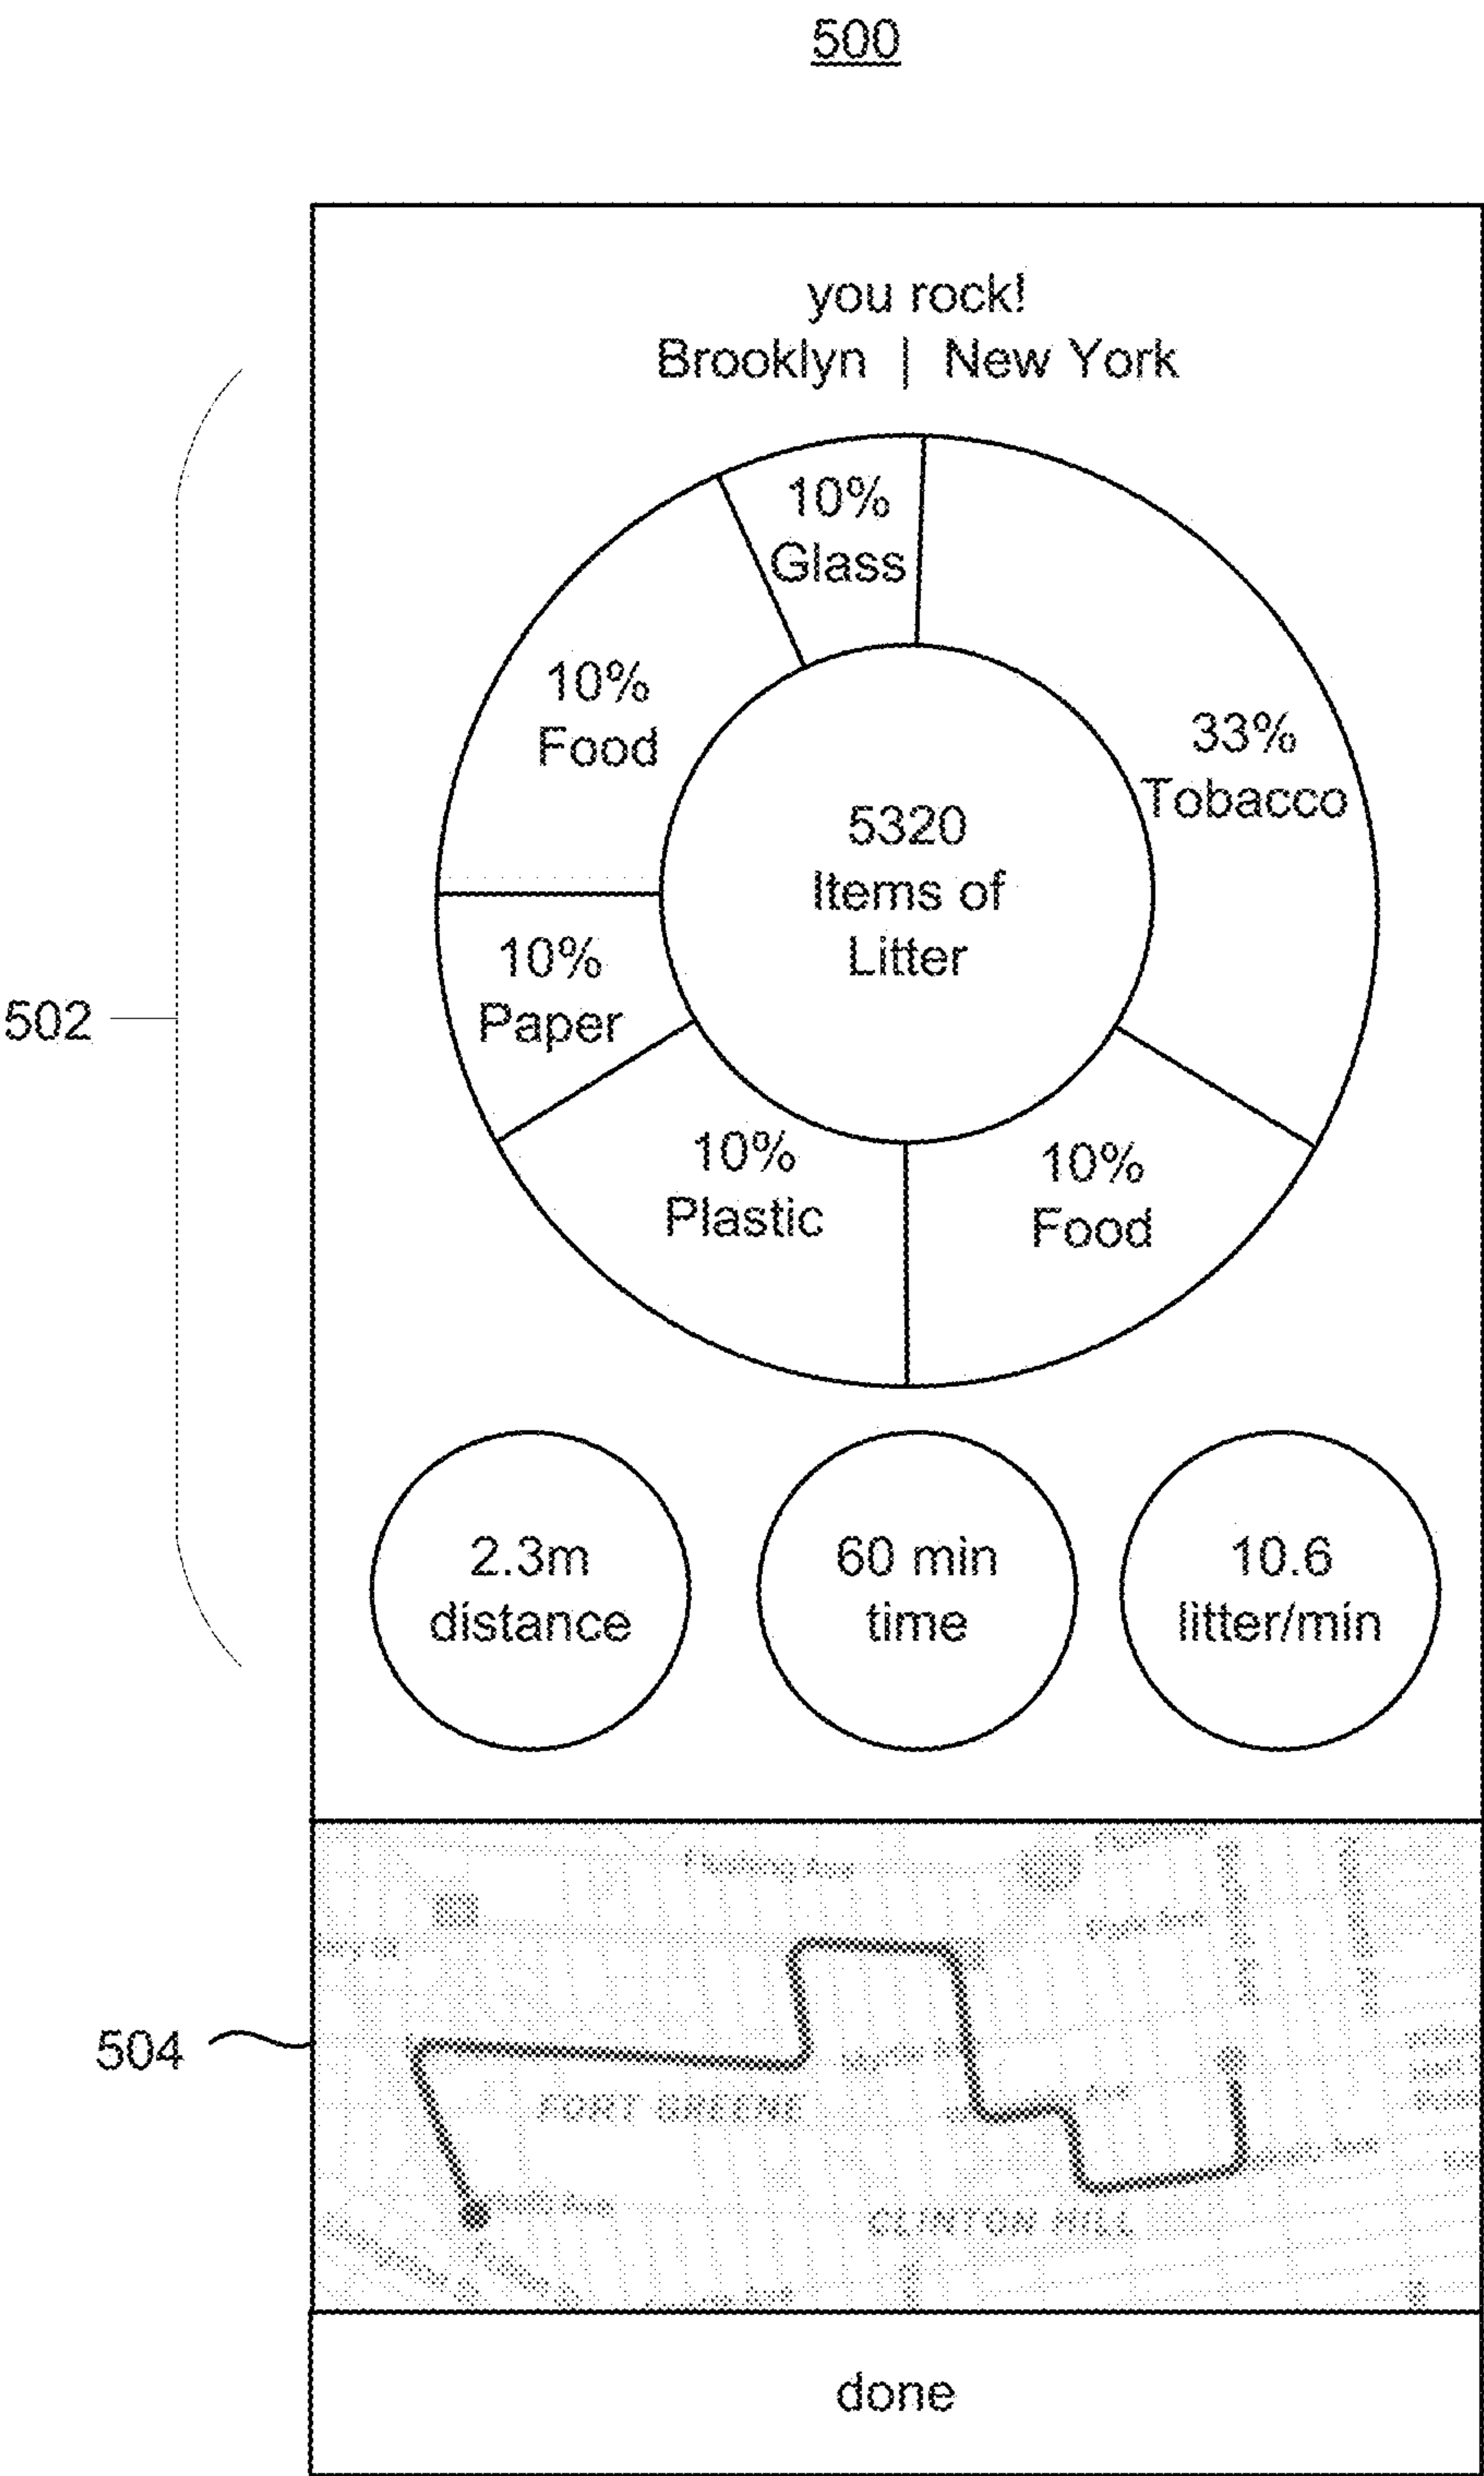 500
you rock!
Brooklyn | New York
10%
Glass
10%
Food
33%
Tobacco
5320
Items of
Litter
10%
Paper
502
10%
Plastic
10%
Food
2.3m
distance
60 min
time
10.6
litter/min
504
FORT GREENE
CLINTON HILL
done